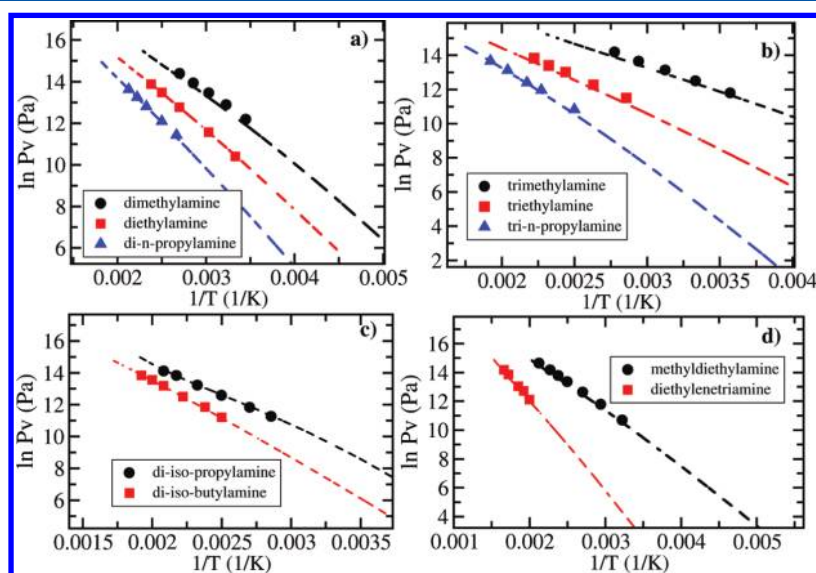 a)
16
14
12
10
8
6
ln Pv (Pa)
dimethylamine
diethylamine
di-n-propylamine
0.002 0.003 0.004 0.005
1/T (1/K)
b)
14
12
10
8
6
4
2
ln Pv (Pa)
trimethylamine
triethylamine
tri-n-propylamine
0.002 0.0025 0.003 0.0035 0.004
1/T (1/K)
c)
16
14
12
10
8
6
ln Pv (Pa)
di-iso-propylamine
di-iso-butylamine
0.0015 0.002 0.0025 0.003 0.0035
1/T (1/K)
d)
16
14
12
10
8
6
4
ln Pv (Pa)
methyldiethylamine
diethylenetriamine
0.001 0.002 0.003 0.004 0.005
1/T (1/K)